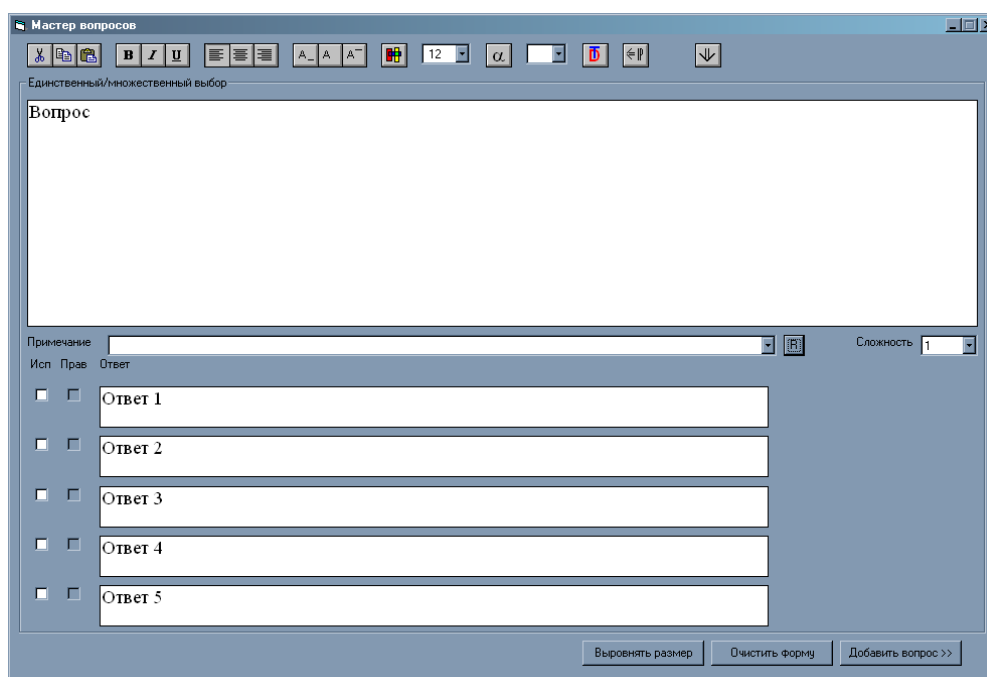 Мастер вопросов
B I U A_ A A¯ 12 α
Единственный/множественный выбор
Вопрос
Примечание R Сложность 1
Исп Прав Ответ
Ответ 1
Ответ 2
Ответ 3
Ответ 4
Ответ 5
Выровнять размер Очистить форму Добавить вопрос >>